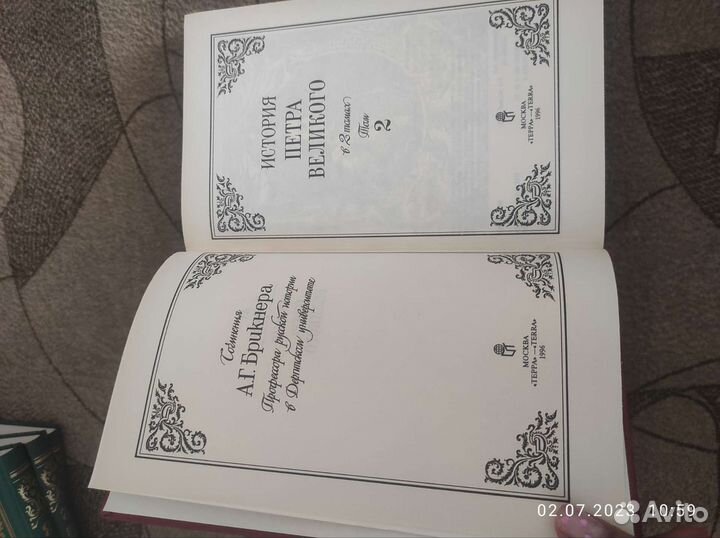 Сочинения
А.Г. Брикнера,
Профессора русской истории
в Дерптском университете
МОСКВА
«ТЕРРА» — «TERRA»
1996
ИСТОРИЯ
ПЕТРА
ВЕЛИКОГО
в 2 томах
Том
2
МОСКВА
«ТЕРРА» — «TERRA»
1996
02.07.2023 10:59
Avito